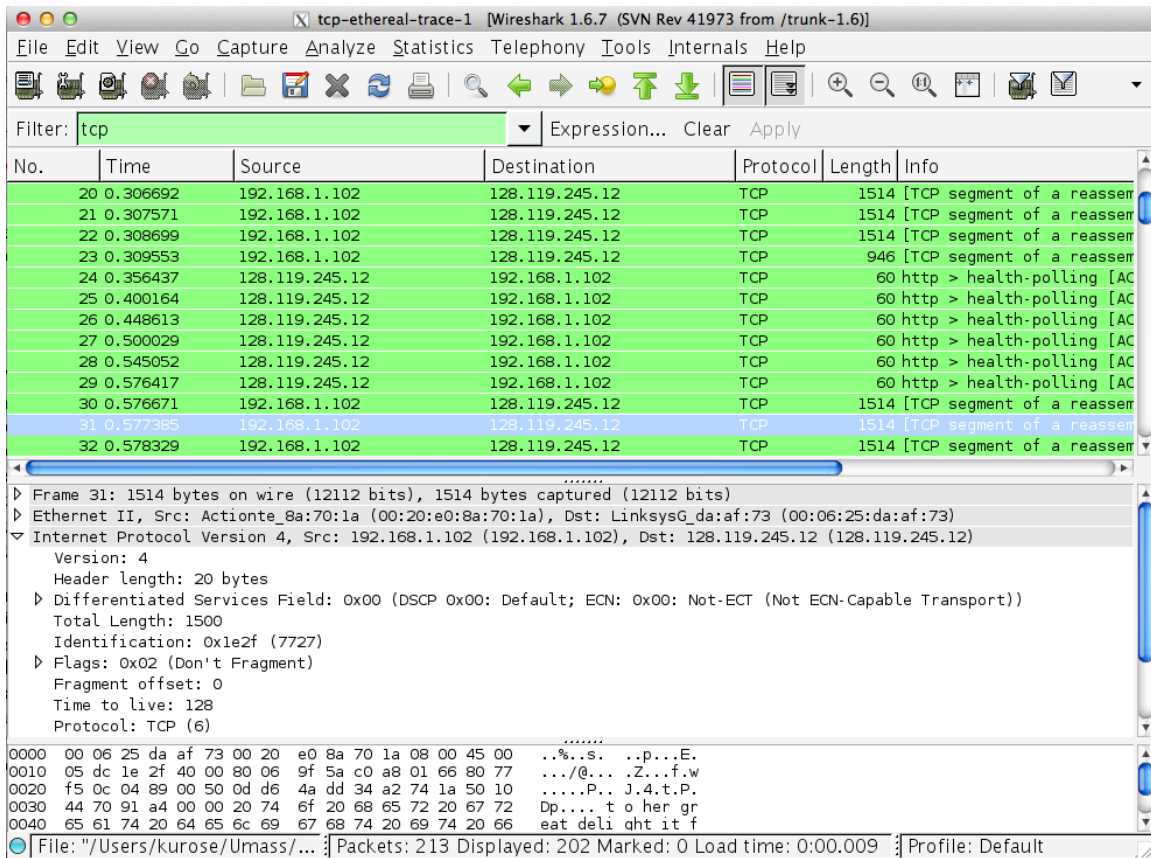 tcp-ethereal-trace-1 [Wireshark 1.6.7 (SVN Rev 41973 from /trunk-1.6)]
File Edit View Go Capture Analyze Statistics Telephony Tools Internals Help
Filter: tcp Expression... Clear Apply
No. Time Source Destination Protocol Length Info
20 0.306692 192.168.1.102 128.119.245.12 TCP 1514 [TCP segment of a reassem
21 0.307571 192.168.1.102 128.119.245.12 TCP 1514 [TCP segment of a reassem
22 0.308699 192.168.1.102 128.119.245.12 TCP 1514 [TCP segment of a reassem
23 0.309553 192.168.1.102 128.119.245.12 TCP 946 [TCP segment of a reassem
24 0.356437 128.119.245.12 192.168.1.102 TCP 60 http > health-polling [AC
25 0.400164 128.119.245.12 192.168.1.102 TCP 60 http > health-polling [AC
26 0.448613 128.119.245.12 192.168.1.102 TCP 60 http > health-polling [AC
27 0.500029 128.119.245.12 192.168.1.102 TCP 60 http > health-polling [AC
28 0.545052 128.119.245.12 192.168.1.102 TCP 60 http > health-polling [AC
29 0.576417 128.119.245.12 192.168.1.102 TCP 60 http > health-polling [AC
30 0.576671 192.168.1.102 128.119.245.12 TCP 1514 [TCP segment of a reassem
31 0.577385 192.168.1.102 128.119.245.12 TCP 1514 [TCP segment of a reassem
32 0.578329 192.168.1.102 128.119.245.12 TCP 1514 [TCP segment of a reassem
Frame 31: 1514 bytes on wire (12112 bits), 1514 bytes captured (12112 bits)
Ethernet II, Src: Actionte_8a:70:1a (00:20:e0:8a:70:1a), Dst: LinksysG_da:af:73 (00:06:25:da:af:73)
Internet Protocol Version 4, Src: 192.168.1.102 (192.168.1.102), Dst: 128.119.245.12 (128.119.245.12)
Version: 4
Header length: 20 bytes
Differentiated Services Field: 0x00 (DSCP 0x00: Default; ECN: 0x00: Not-ECT (Not ECN-Capable Transport))
Total Length: 1500
Identification: 0x1e2f (7727)
Flags: 0x02 (Don't Fragment)
Fragment offset: 0
Time to live: 128
Protocol: TCP (6)
0000 00 06 25 da af 73 00 20 e0 8a 70 1a 08 00 45 00 ..%..s. ..p...E.
0010 05 dc 1e 2f 40 00 80 06 9f 5a c0 a8 01 66 80 77 .../@... .Z...f.w
0020 f5 0c 04 89 00 50 0d d6 4a dd 34 a2 74 1a 50 10 .....P.. J.4.t.P.
0030 44 70 91 a4 00 00 20 74 6f 20 68 65 72 20 67 72 Dp.... t o her gr
0040 65 61 74 20 64 65 6c 69 67 68 74 20 69 74 20 66 eat deli ght it f
File: "/Users/kurose/Umass/... Packets: 213 Displayed: 202 Marked: 0 Load time: 0:00.009 Profile: Default